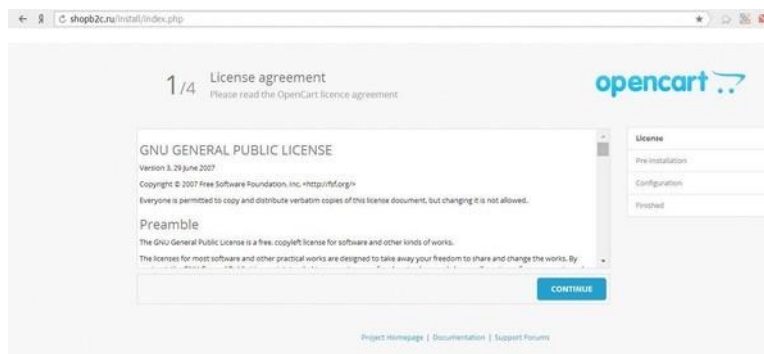 shopb2c.ru/install/index.php
1/4
License agreement
Please read the OpenCart licence agreement
opencart
GNU GENERAL PUBLIC LICENSE
Version 3, 29 June 2007
Copyright © 2007 Free Software Foundation, Inc. <http://fsf.org/>
Everyone is permitted to copy and distribute verbatim copies of this license document, but changing it is not allowed.
Preamble
The GNU General Public License is a free, copyleft license for software and other kinds of works.
The licenses for most software and other practical works are designed to take away your freedom to share and change the works. By
License
Pre-Installation
Configuration
Finished
CONTINUE
Project Homepage | Documentation | Support Forums